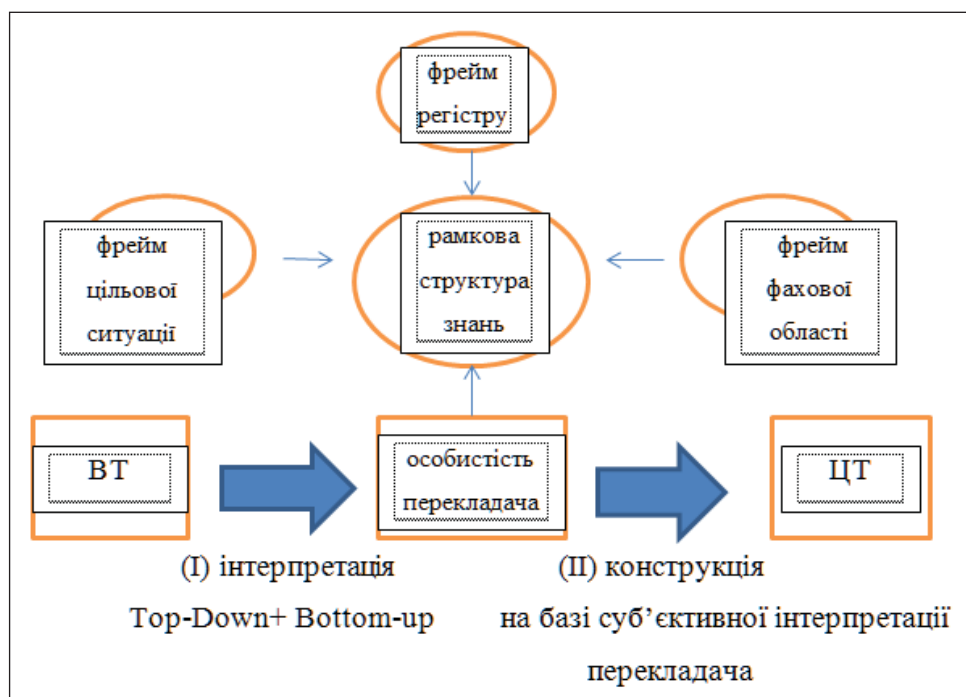 фрейм
регістру
фрейм
цільової
ситуації
рамкова
структура
знань
фрейм
фахової
області
ВТ
особистість
перекладача
ЦТ
(I) інтерпретація
Top-Down+ Bottom-up
(II) конструкція
на базі суб’єктивної інтерпретації
перекладача